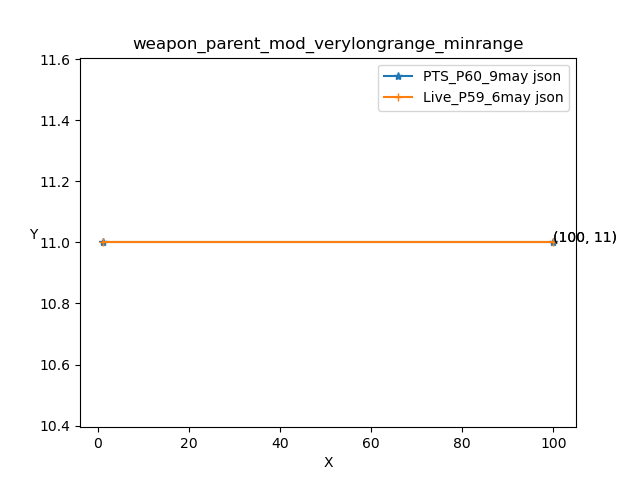 weapon_parent_mod_verylongrange_minrange
PTS_P60_9may json
Live_P59_6may json
11.6
11.4
11.2
Y
11.0
(100, 11)
10.8
10.6
10.4
0
20
40
60
80
100
X